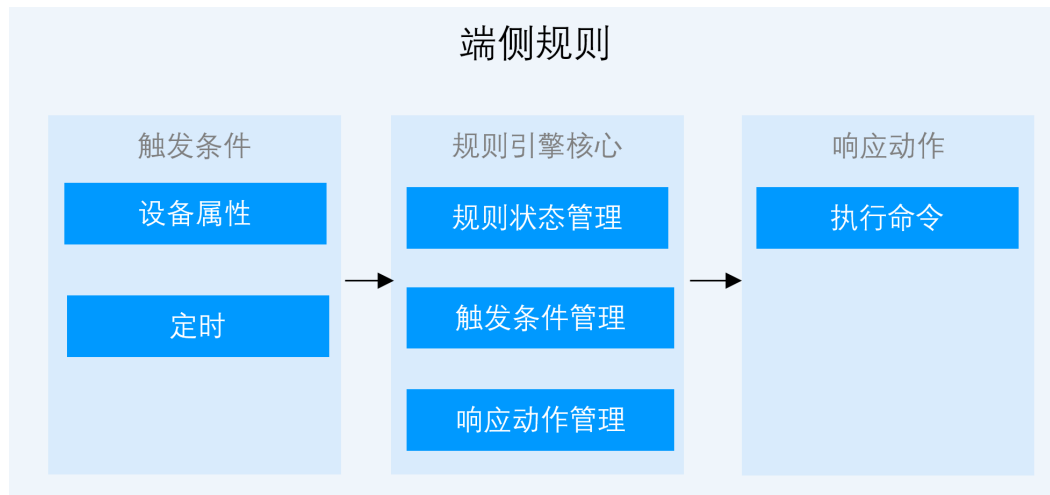 端侧规则
触发条件
设备属性
定时
规则引擎核心
规则状态管理
触发条件管理
响应动作管理
响应动作
执行命令